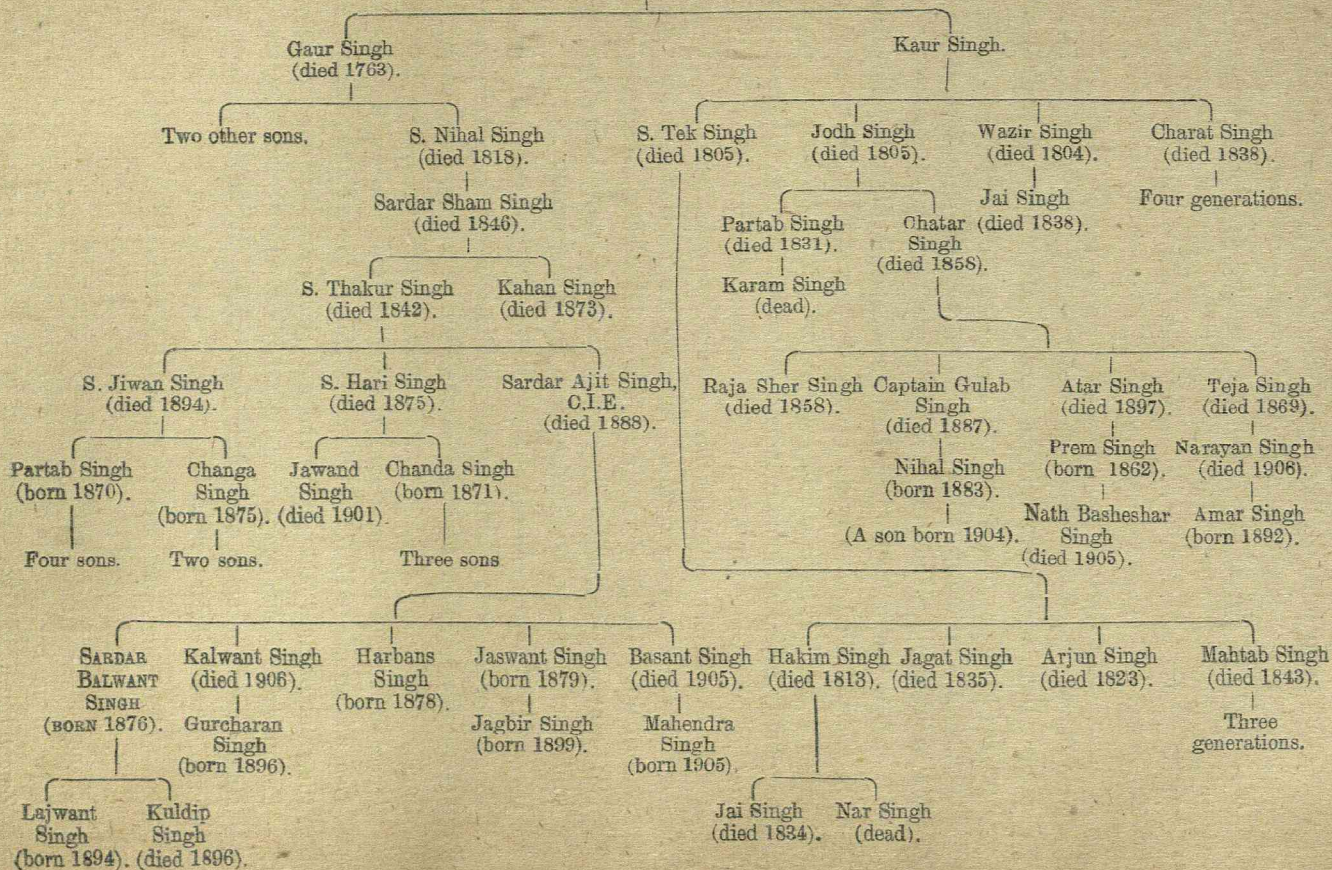 Gaur Singh
(died 1763).
Kaur Singh.
Two other sons.
S. Nihal Singh
(died 1818).
S. Tek Singh
(died 1805).
Jodh Singh
(died 1805).
Wazir Singh
(died 1804).
Charat Singh
(died 1838).
Sardar Sham Singh
(died 1846).
Partab Singh
(died 1831).
Chatar
Singh
(died 1858).
Jai Singh
(died 1838).
Four generations.
S. Thakur Singh
(died 1842).
Kahan Singh
(died 1873).
Karam Singh
(dead).
S. Jiwan Singh
(died 1894).
S. Hari Singh
(died 1875).
Sardar Ajit Singh,
C.I.E.
(died 1888).
Raja Sher Singh
(died 1858).
Captain Gulab
Singh
(died 1887).
Atar Singh
(died 1897).
Teja Singh
(died 1869).
Partab Singh
(born 1870).
Changa
Singh
(born 1875).
Jawand
Singh
(died 1901).
Chanda Singh
(born 1871).
Nihal Singh
(born 1883).
Prem Singh
(born 1862).
Narayan Singh
(died 1906).
Four sons.
Two sons.
Three sons
(A son born 1904).
Nath Basheshar
Singh
(died 1905).
Amar Singh
(born 1892).
SARDAR
BALWANT
SINGH
(BORN 1876).
Kalwant Singh
(died 1906).
Harbans
Singh
(born 1878).
Jaswant Singh
(born 1879).
Basant Singh
(died 1905).
Hakim Singh
(died 1813).
Jagat Singh
(died 1835).
Arjun Singh
(died 1823).
Mahtab Singh
(died 1843).
Gurcharan
Singh
(born 1896).
Jagbir Singh
(born 1899).
Mahendra
Singh
(born 1905).
Three
generations.
Lajwant
Singh
(born 1894).
Kuldip
Singh
(died 1896).
Jai Singh
(died 1834).
Nar Singh
(dead).